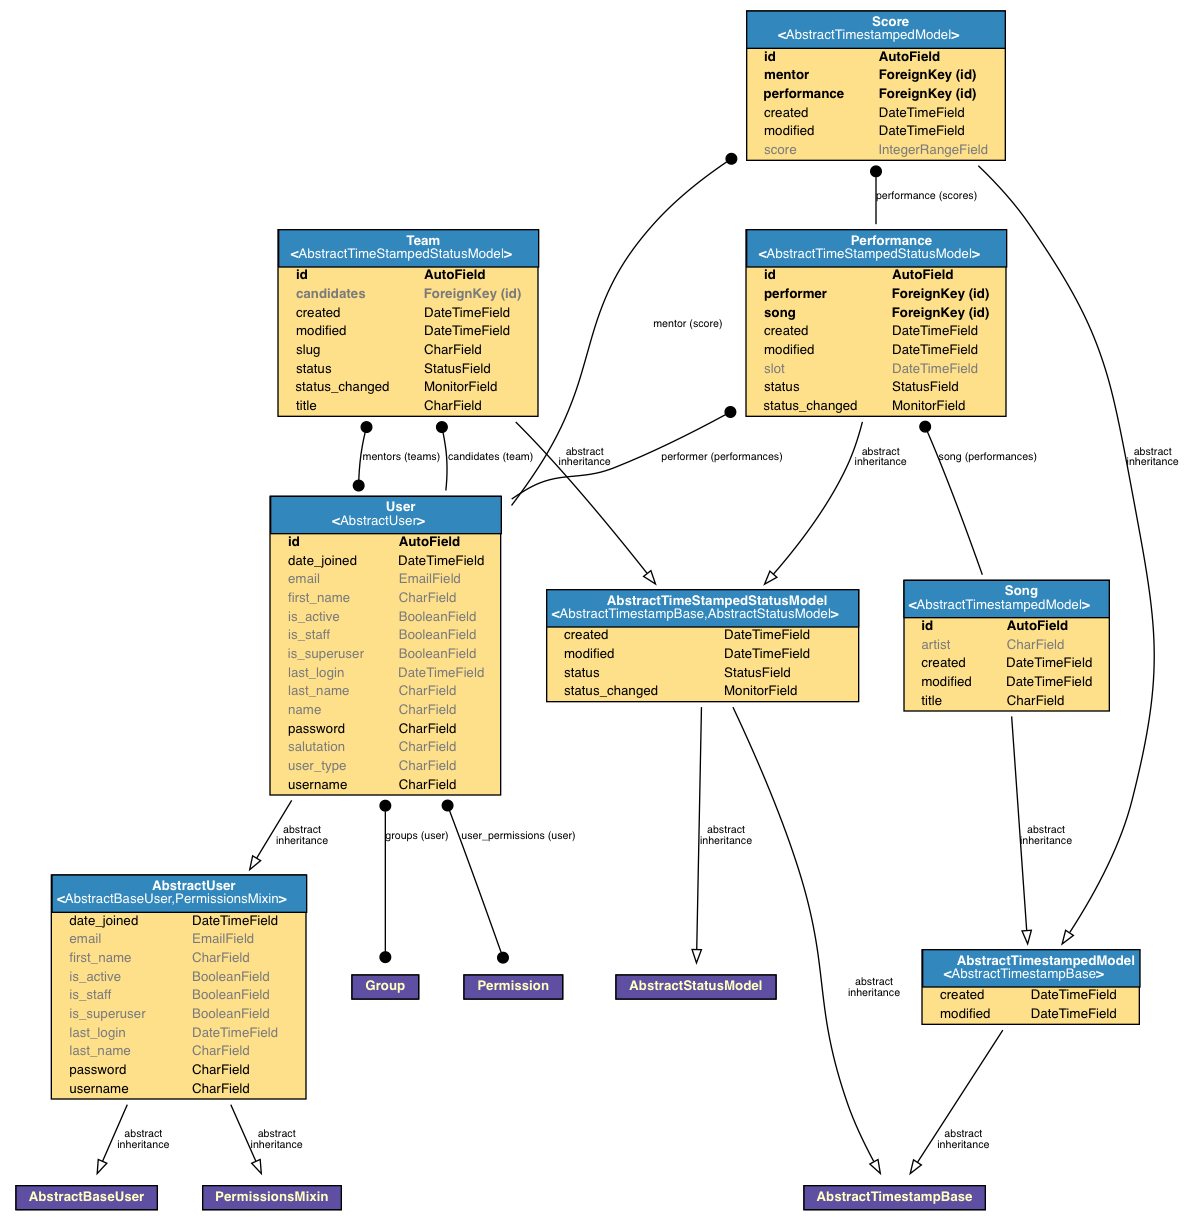 Score
<AbstractTimestampedModel>
id AutoField
mentor ForeignKey (id)
performance ForeignKey (id)
created DateTimeField
modified DateTimeField
score IntegerRangeField
performance (scores)
Team
<AbstractTimeStampedStatusModel>
id AutoField
candidates ForeignKey (id)
created DateTimeField
modified DateTimeField
slug CharField
status StatusField
status_changed MonitorField
title CharField
mentor (score)
Performance
<AbstractTimeStampedStatusModel>
id AutoField
performer ForeignKey (id)
song ForeignKey (id)
created DateTimeField
modified DateTimeField
slot DateTimeField
status StatusField
status_changed MonitorField
mentors (teams)
candidates (team)
abstract
inheritance
performer (performances)
abstract
inheritance
song (performances)
abstract
inheritance
User
<AbstractUser>
id AutoField
date_joined DateTimeField
email EmailField
first_name CharField
is_active BooleanField
is_staff BooleanField
is_superuser BooleanField
last_login DateTimeField
last_name CharField
name CharField
password CharField
salutation CharField
user_type CharField
username CharField
AbstractTimeStampedStatusModel
<AbstractTimestampBase,AbstractStatusModel>
created DateTimeField
modified DateTimeField
status StatusField
status_changed MonitorField
Song
<AbstractTimestampedModel>
id AutoField
artist CharField
created DateTimeField
modified DateTimeField
title CharField
abstract
inheritance
groups (user)
user_permissions (user)
abstract
inheritance
abstract
inheritance
AbstractUser
<AbstractBaseUser,PermissionsMixin>
date_joined DateTimeField
email EmailField
first_name CharField
is_active BooleanField
is_staff BooleanField
is_superuser BooleanField
last_login DateTimeField
last_name CharField
password CharField
username CharField
Group
Permission
AbstractStatusModel
abstract
inheritance
AbstractTimestampedModel
<AbstractTimestampBase>
created DateTimeField
modified DateTimeField
abstract
inheritance
abstract
inheritance
abstract
inheritance
AbstractBaseUser
PermissionsMixin
AbstractTimestampBase